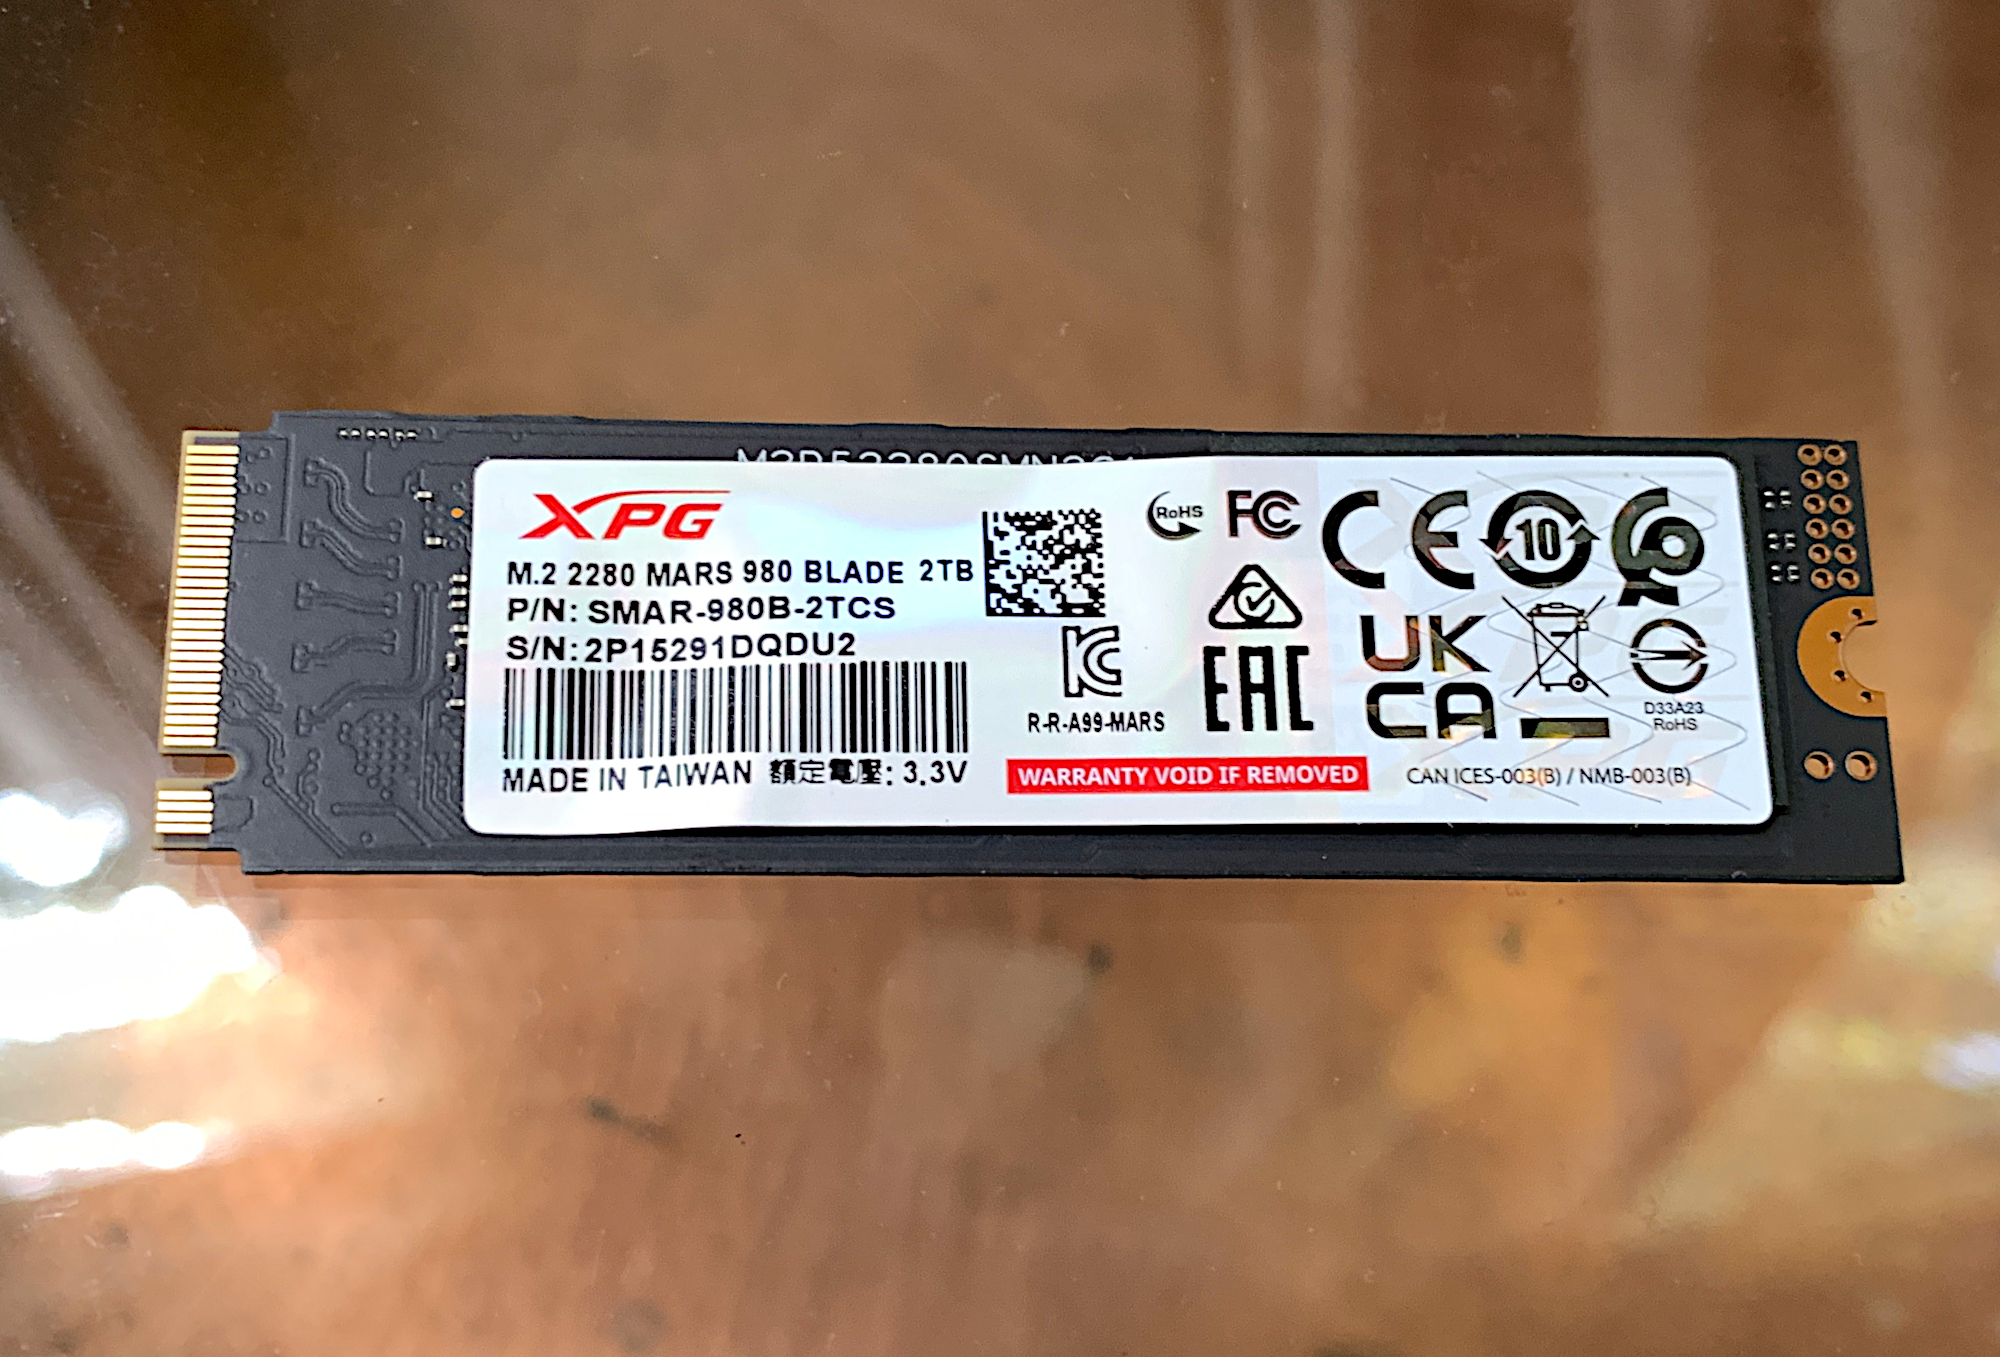 XPG
M.2 2280 MARS 980 BLADE 2TB
P/N: SMAR-980B-2TCS
S/N: 2P15291DQDU2
MADE IN TAIWAN 額定電壓: 3.3V
R-R-A99-MARS
WARRANTY VOID IF REMOVED
RoHS
FC
CE
10
EAC
UK
CA
D33A23
RoHS
CAN ICES-003(B) / NMB-003(B)